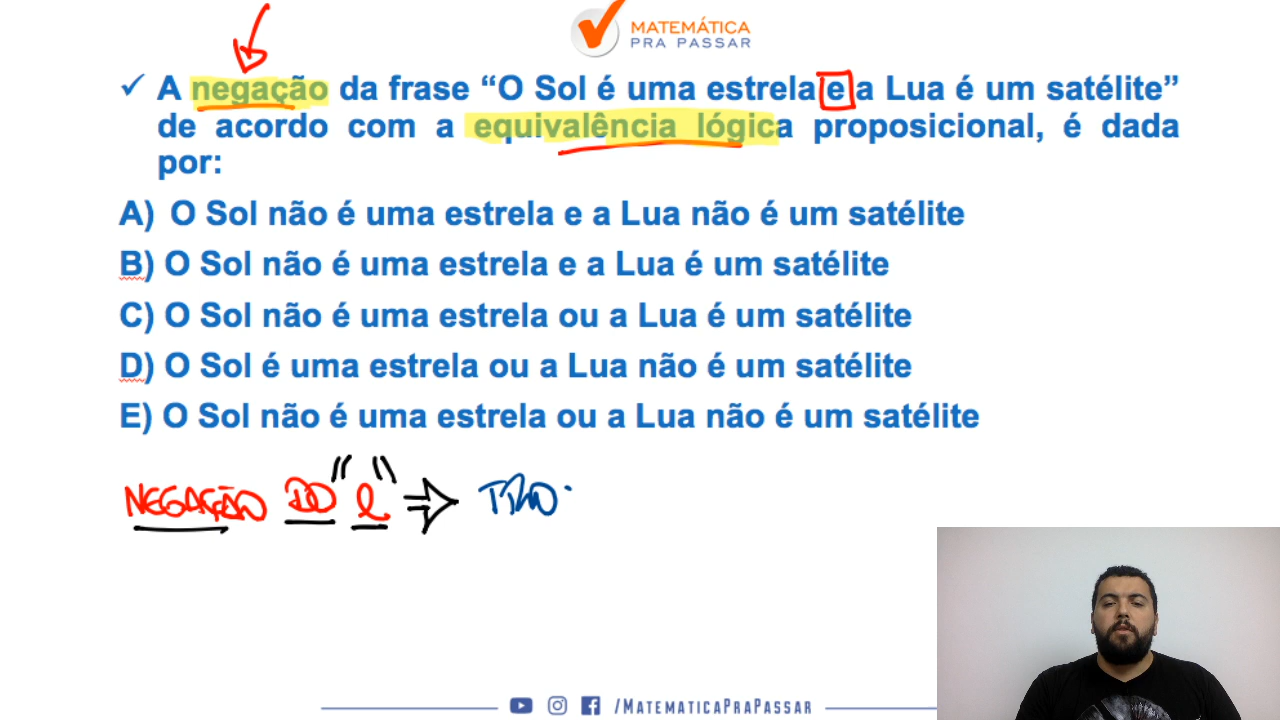 MATEMÁTICA
PRA PASSAR
✓ A negação da frase “O Sol é uma estrela e a Lua é um satélite”
de acordo com a equivalência lógica proposicional, é dada
por:
A) O Sol não é uma estrela e a Lua não é um satélite
B) O Sol não é uma estrela e a Lua é um satélite
C) O Sol não é uma estrela ou a Lua é um satélite
D) O Sol é uma estrela ou a Lua não é um satélite
E) O Sol não é uma estrela ou a Lua não é um satélite
NEGAÇÃO DO "e" ⇒ TRO
/MATEMATICAPRAPASSAR